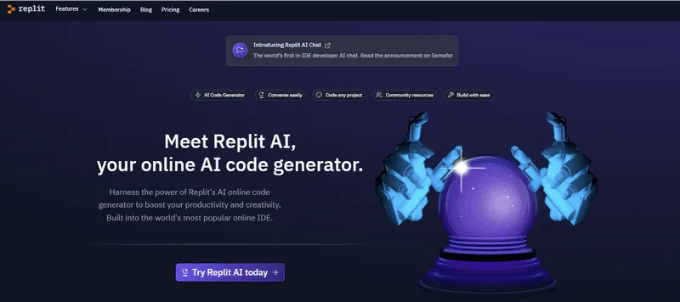 replit Features Membership Blog Pricing Careers
Introducing Replit AI Chat
The world's first in-IDE developer AI chat. Read the announcement on Semafor
AI Code Generator Converse easily Code any project Community resources Build with ease
Meet Replit AI,
your online AI code generator.
Harness the power of Replit's AI online code
generator to boost your productivity and creativity.
Built into the world's most popular online IDE.
Try Replit AI today →